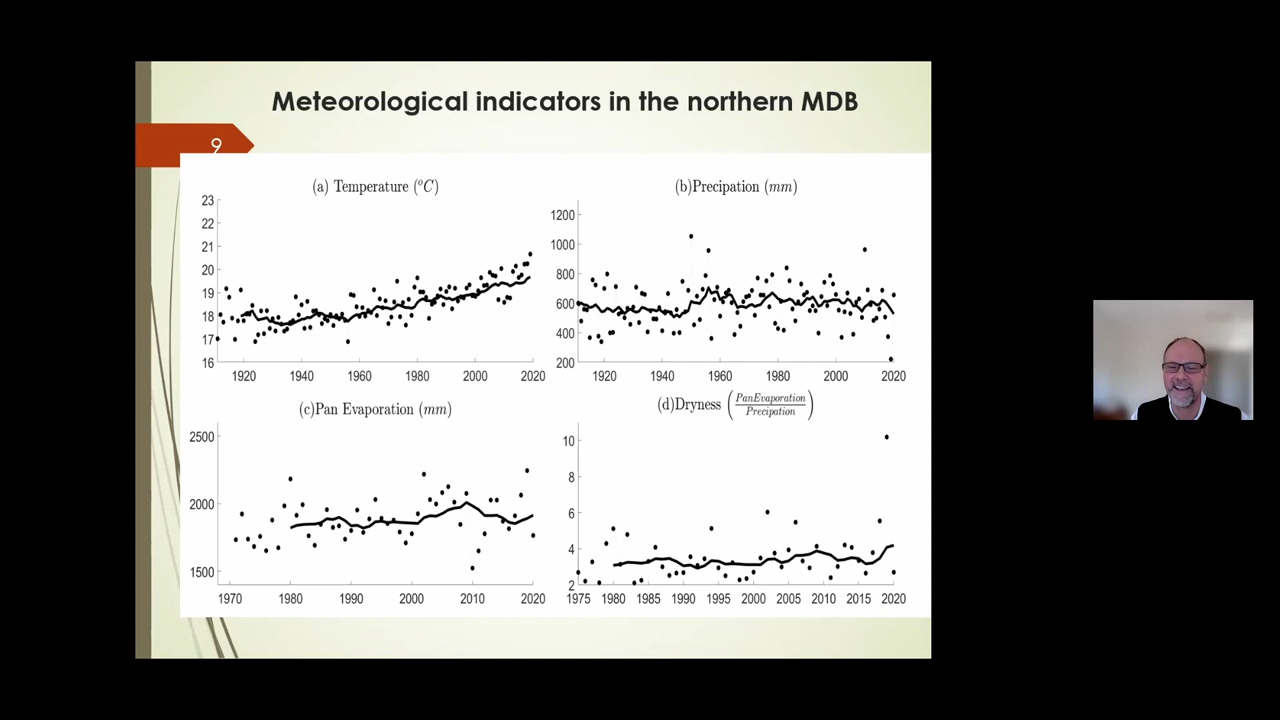 Meteorological indicators in the northern MDB
9
(a) Temperature (°C)
23
22
21
20
19
18
17
16
1920 1940 1960 1980 2000 2020
(b)Precipation (mm)
1200
1000
800
600
400
200
1920 1940 1960 1980 2000 2020
(c)Pan Evaporation (mm)
2500
2000
1500
1970 1980 1990 2000 2010 2020
(d)Dryness (PanEvaporation/Precipation)
10
8
6
4
2
1975 1980 1985 1990 1995 2000 2005 2010 2015 2020